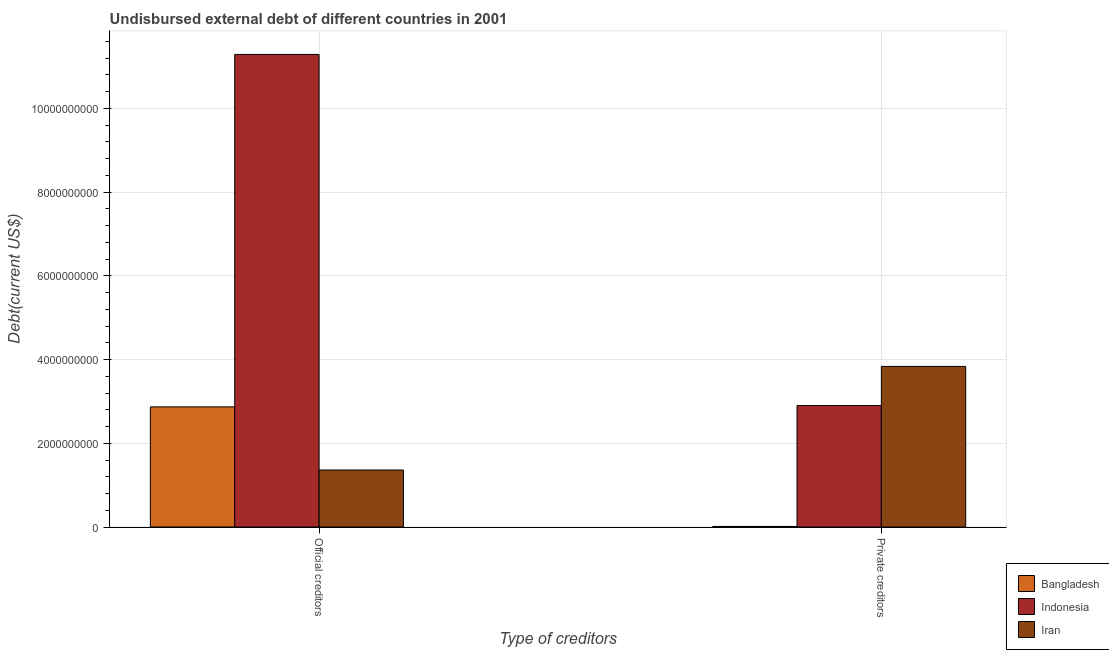 Undisbursed external debt of different countries in 2001
Debt(current US$)
10000000000
8000000000
6000000000
4000000000
2000000000
0
Official creditors
Private creditors
Type of creditors
Bangladesh
Indonesia
Iran